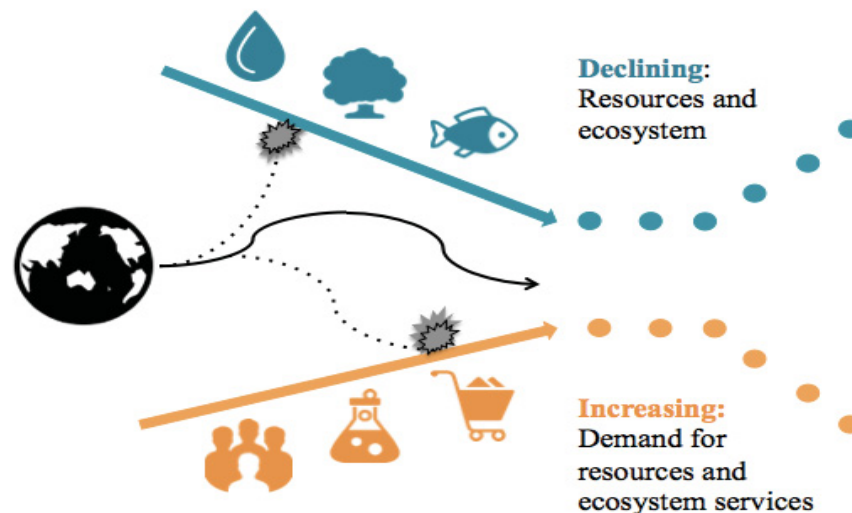 Declining:
Resources and
ecosystem
Increasing:
Demand for
resources and
ecosystem services